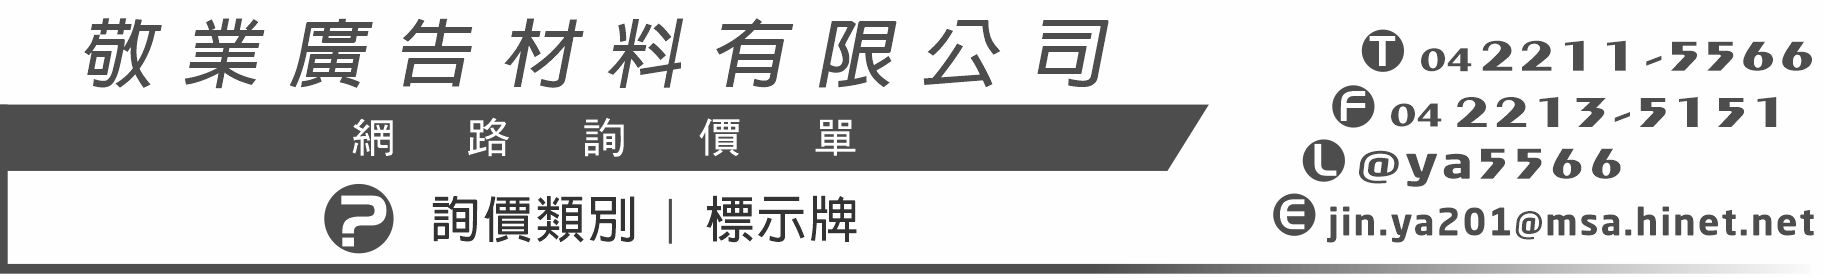 敬業廣告材料有限公司
網路詢價單
? 詢價類別 | 標示牌
T 04 2211-5566
F 04 2213-5151
L @ya5566
E jin.ya201@msa.hinet.net